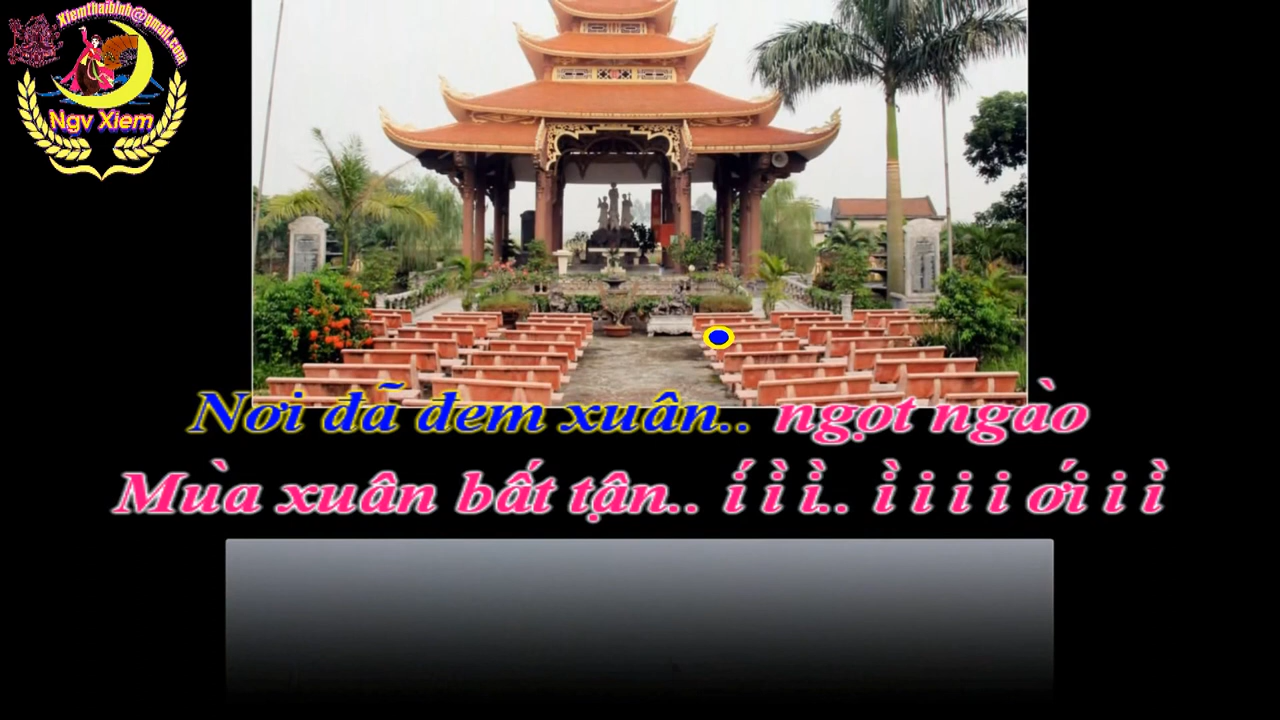 Xiemthaibinh@gmail.com
Ngv Xiem
Nơi đã đem xuân.. ngọt ngào
Mùa xuân bất tận.. í ì ì.. ì i i i ới i ì